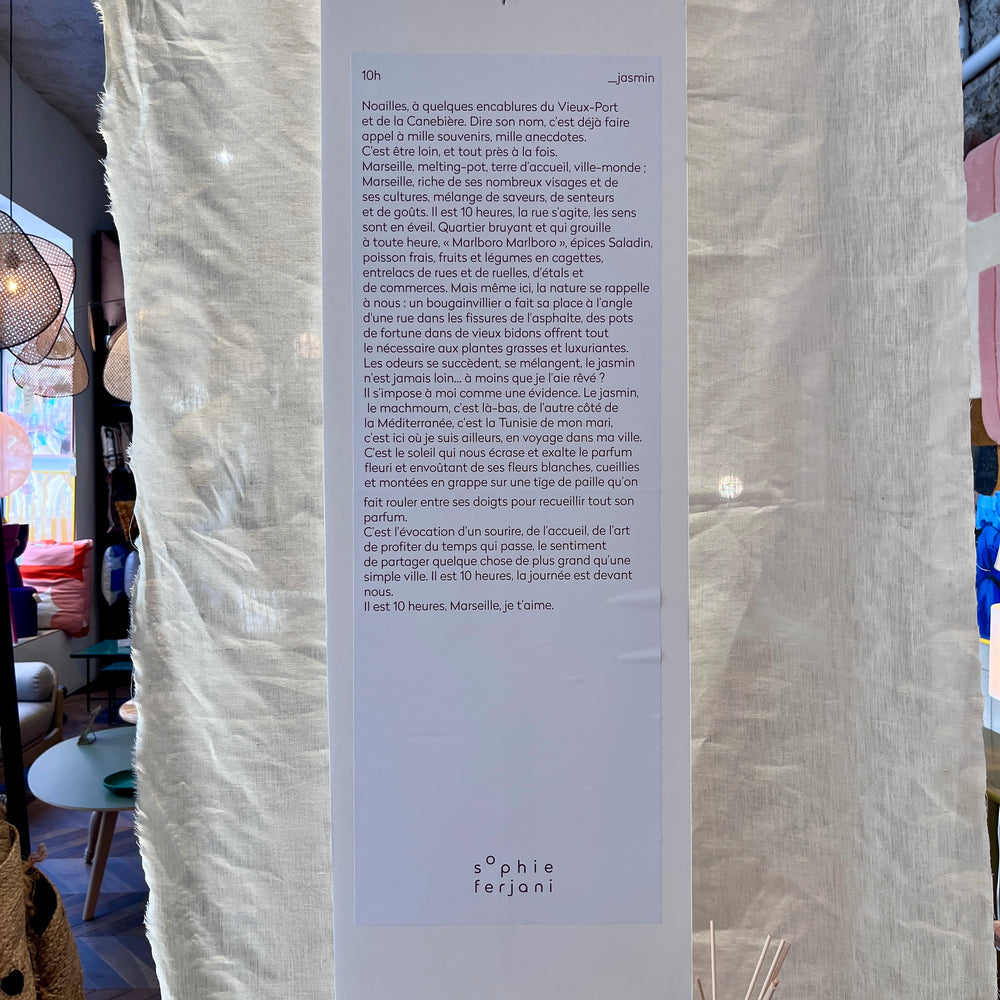 10h _jasmin
Noailles, à quelques encablures du Vieux-Port
et de la Canebière. Dire son nom, c'est déjà faire
appel à mille souvenirs, mille anecdotes.
C'est être loin, et tout près à la fois.
Marseille, melting-pot, terre d'accueil, ville-monde ;
Marseille, riche de ses nombreux visages et de
ses cultures, mélange de saveurs, de senteurs
et de goûts. Il est 10 heures, la rue s'agite, les sens
sont en éveil. Quartier bruyant et qui grouille
à toute heure, « Marlboro Marlboro », épices Saladin,
poisson frais, fruits et légumes en cagettes,
entrelacs de rues et de ruelles, d'étals et
de commerces. Mais même ici, la nature se rappelle
à nous : un bougainvillier a fait sa place à l'angle
d'une rue dans les fissures de l'asphalte, des pots
de fortune dans de vieux bidons offrent tout
le nécessaire aux plantes grasses et luxuriantes.
Les odeurs se succèdent, se mélangent, le jasmin
n'est jamais loin... à moins que je l'aie rêvé ?
Il s'impose à moi comme une évidence. Le jasmin,
le machmoum, c'est là-bas, de l'autre côté de
la Méditerranée, c'est la Tunisie de mon mari,
c'est ici où je suis ailleurs, en voyage dans ma ville.
C'est le soleil qui nous écrase et exalte le parfum
fleuri et envoûtant de ses fleurs blanches, cueillies
et montées en grappe sur une tige de paille qu'on
fait rouler entre ses doigts pour recueillir tout son
parfum.
C'est l'évocation d'un sourire, de l'accueil, de l'art
de profiter du temps qui passe, le sentiment
de partager quelque chose de plus grand qu'une
simple ville. Il est 10 heures, la journée est devant
nous.
Il est 10 heures, Marseille, je t'aime.
sophie
ferjani